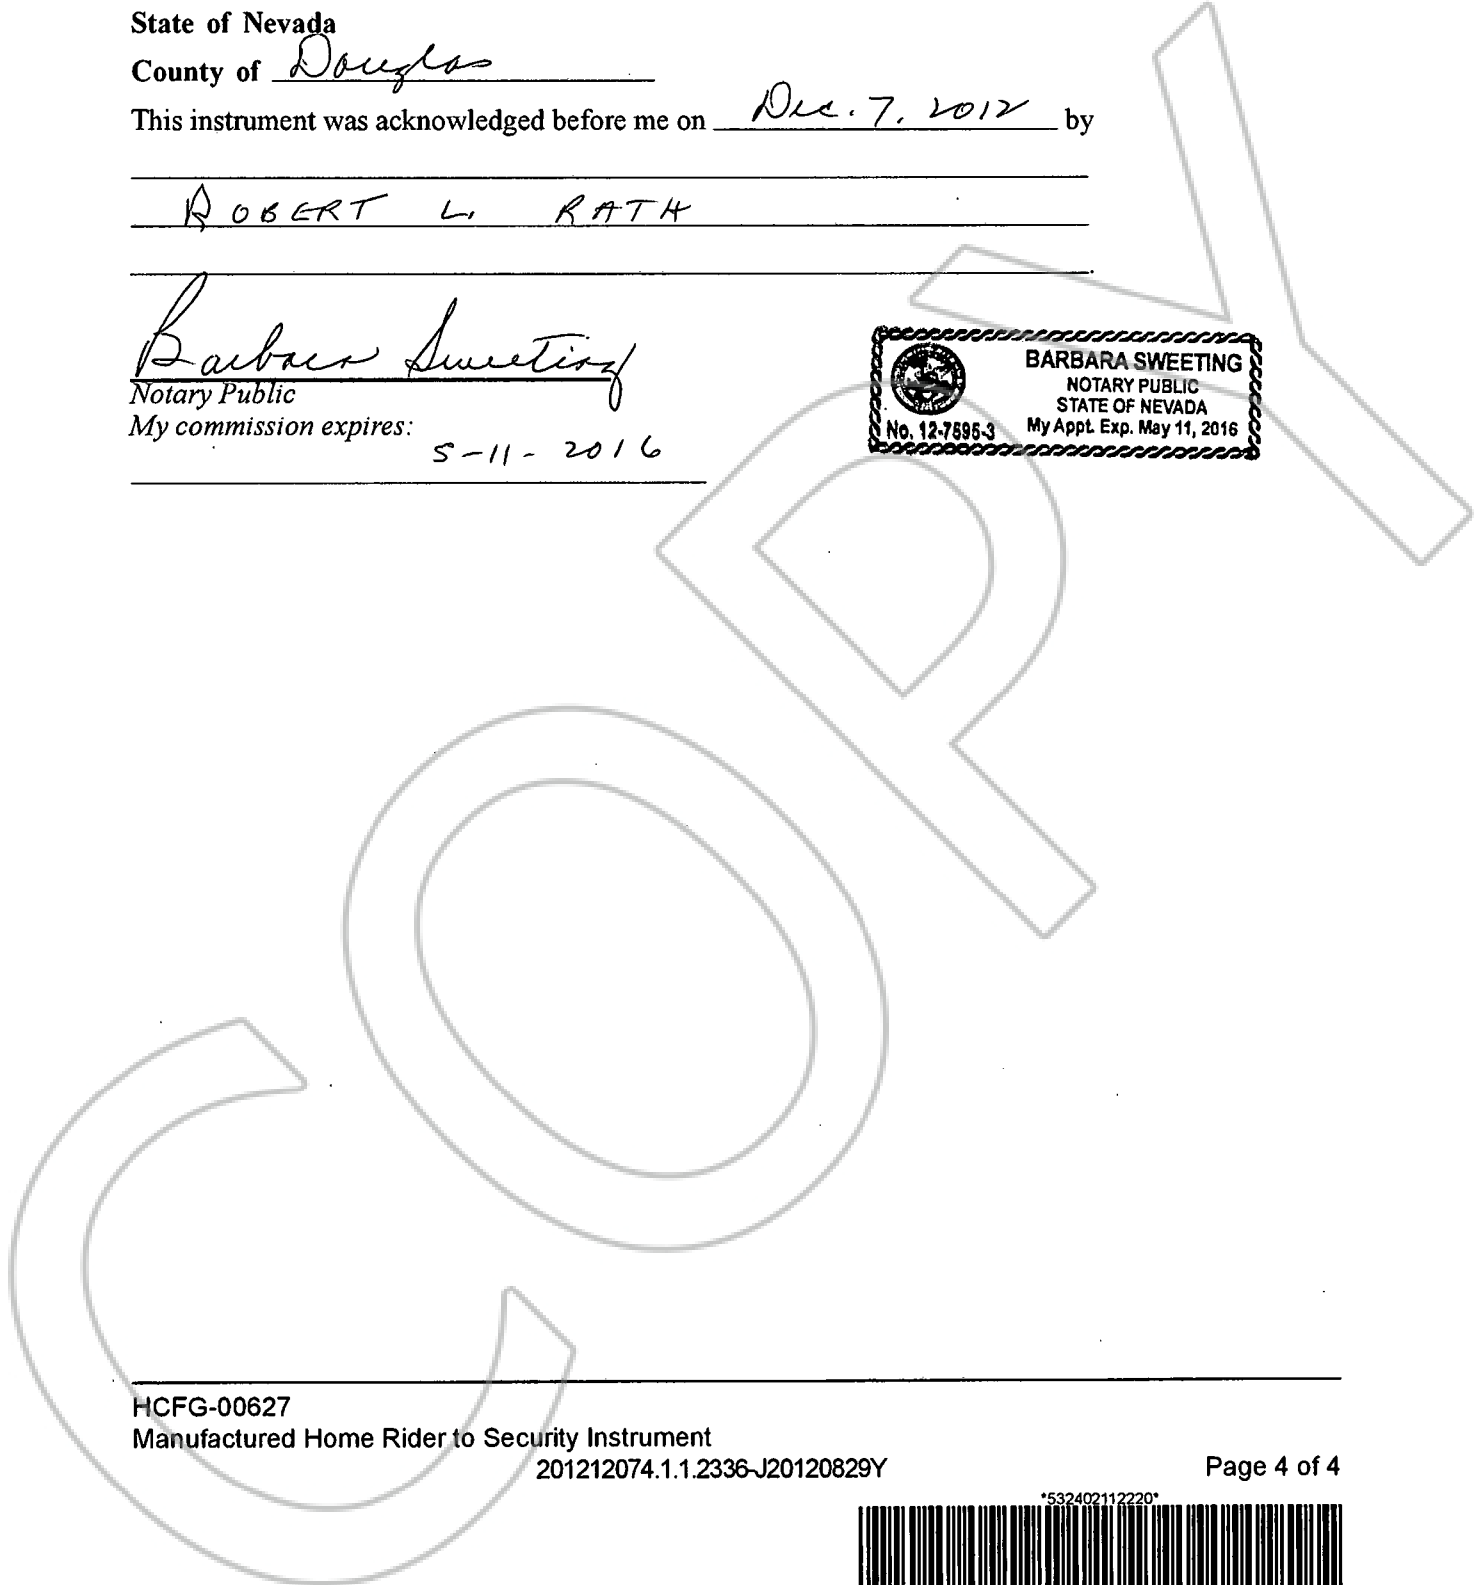 State of Nevada
County of Douglas
This instrument was acknowledged before me on Dec. 7, 2012 by
ROBERT L. RATH
Barbara Sweeting
Notary Public
My commission expires:
5-11-2016
BARBARA SWEETING
NOTARY PUBLIC
STATE OF NEVADA
No. 12-7595-3 My Appt. Exp. May 11, 2016
COPY
HCFG-00627
Manufactured Home Rider to Security Instrument
201212074.1.1.2336-J20120829Y Page 4 of 4
*532402112220*